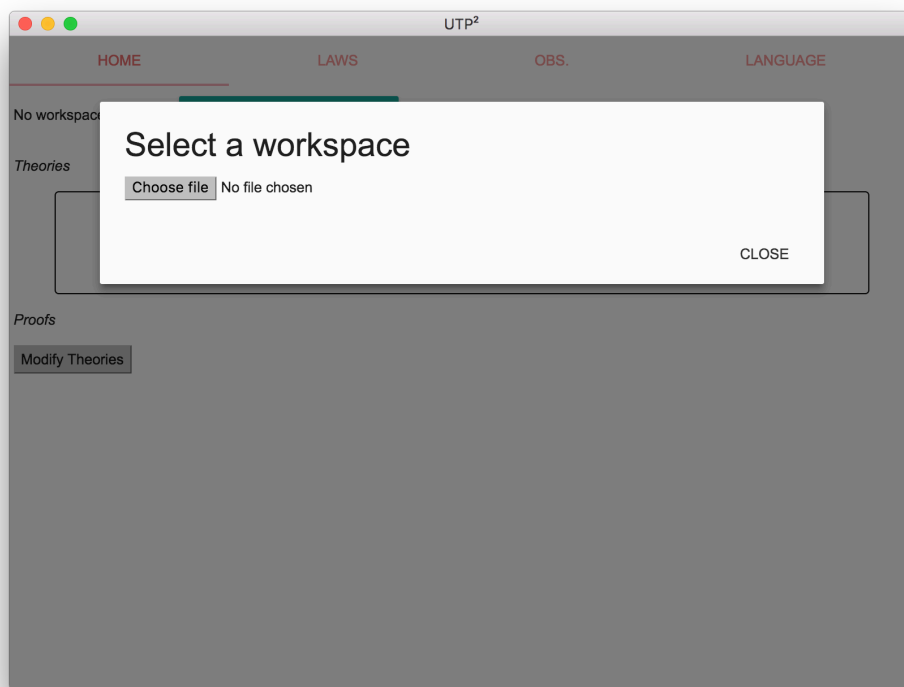 UTP²
HOME LAWS OBS. LANGUAGE
No workspace
Select a workspace
Theories
Choose file No file chosen
CLOSE
Proofs
Modify Theories